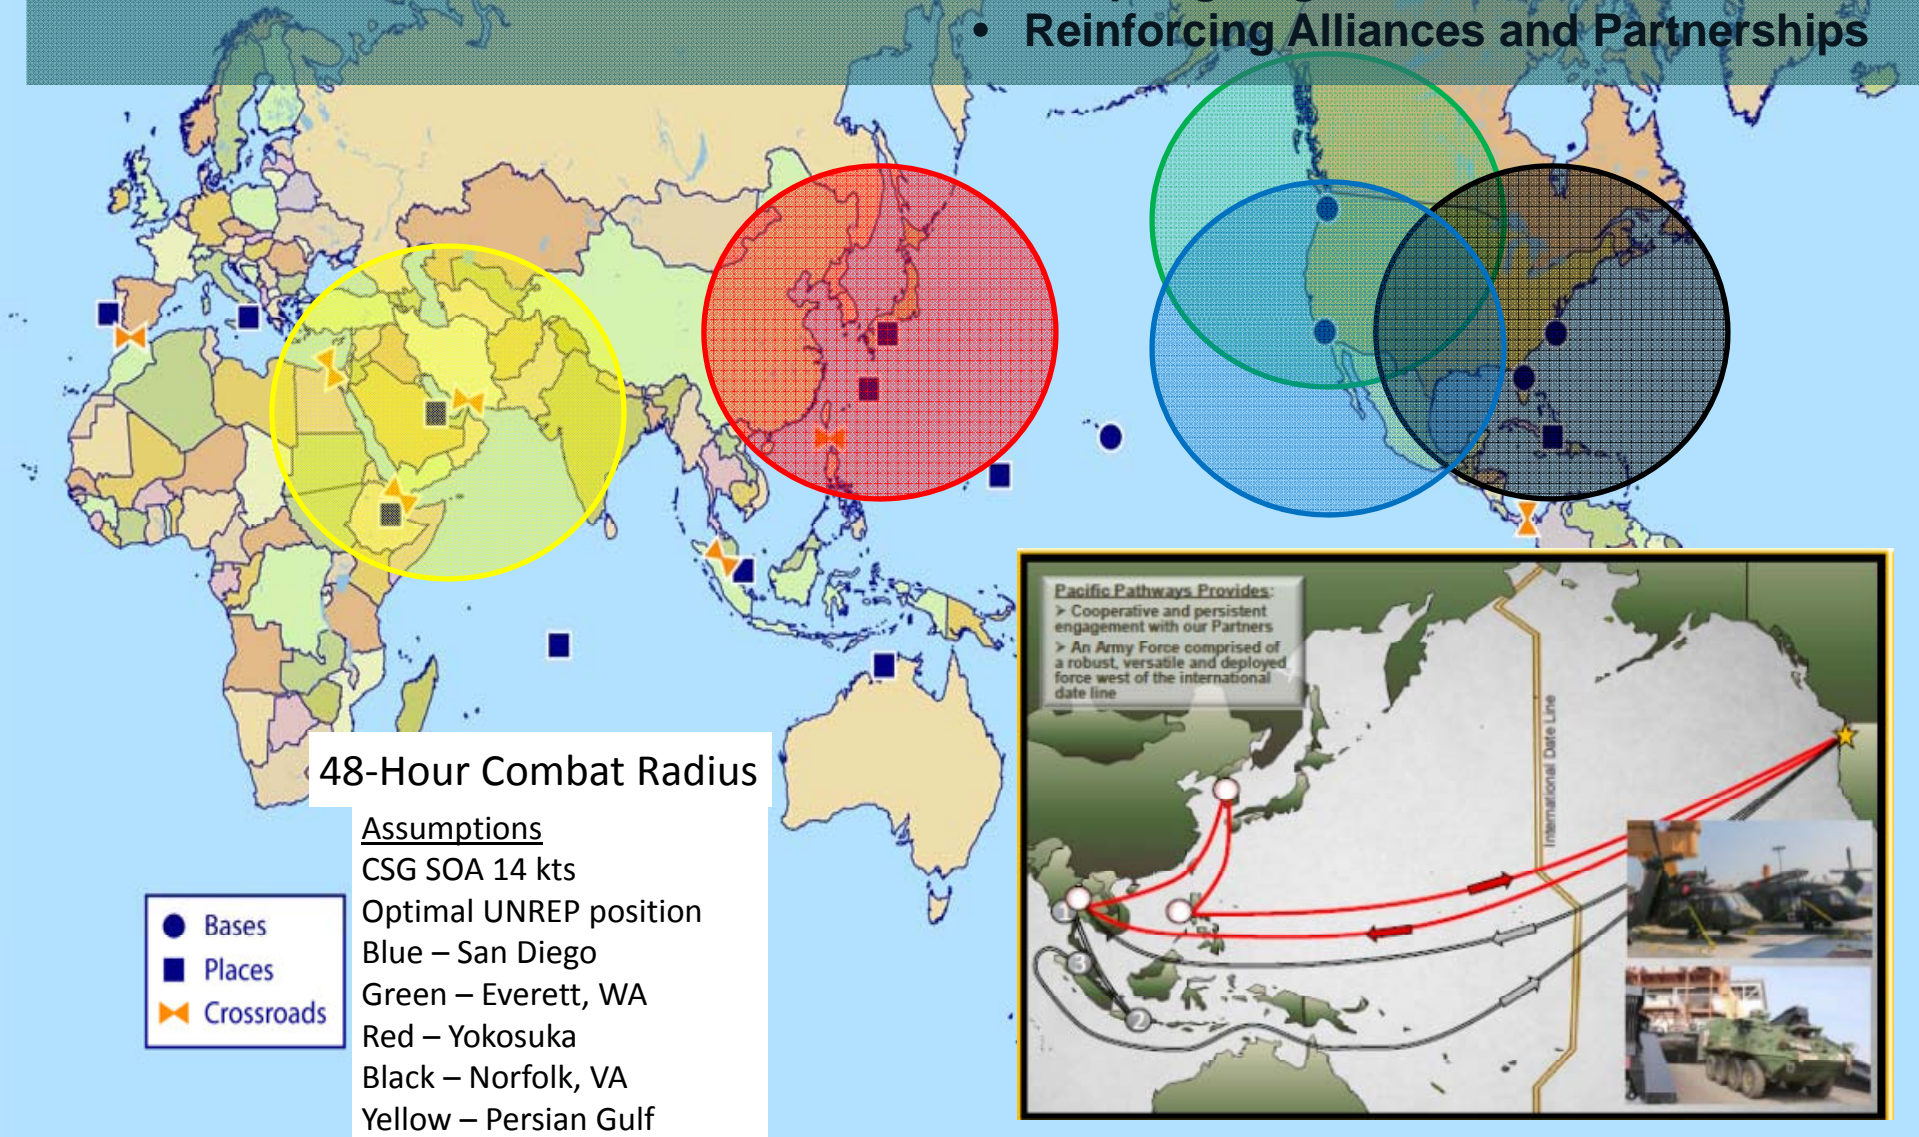 • Reinforcing Alliances and Partnerships
Pacific Pathways Provides:
➢ Cooperative and persistent
engagement with our Partners
➢ An Army Force comprised of
a robust, versatile and deployed
force west of the international
date line
International Date Line
1
3
2
48-Hour Combat Radius
Assumptions
CSG SOA 14 kts
Optimal UNREP position
Blue – San Diego
Green – Everett, WA
Red – Yokosuka
Black – Norfolk, VA
Yellow – Persian Gulf
Bases
Places
Crossroads